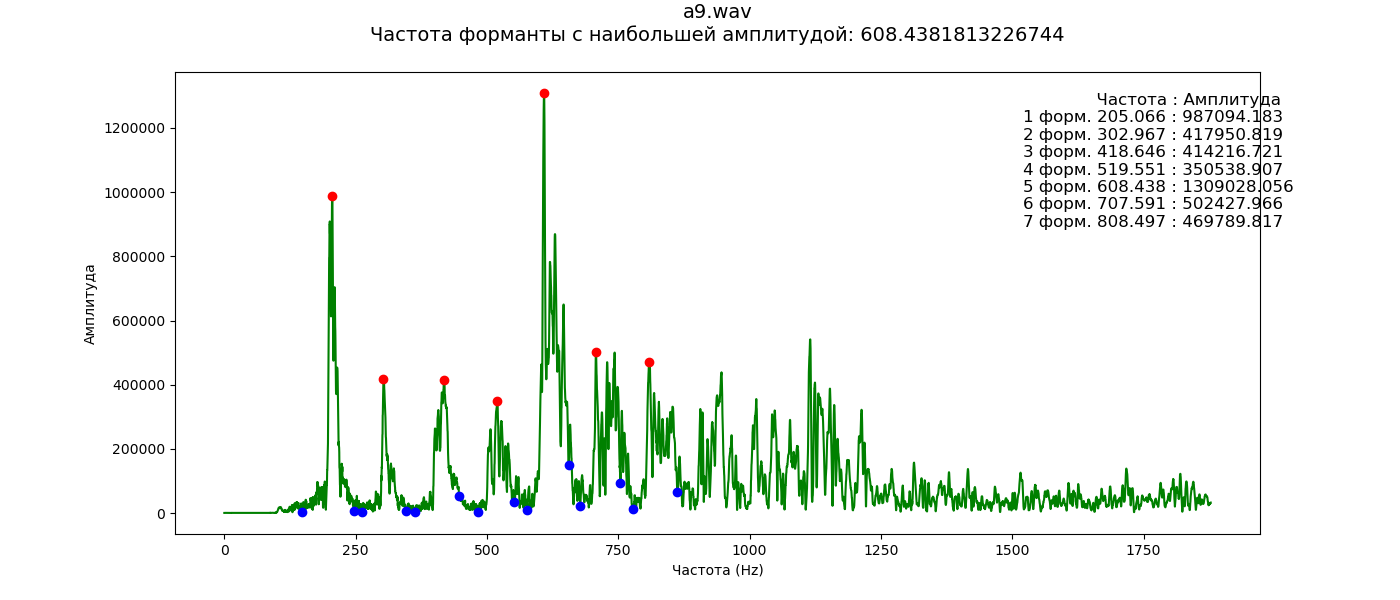 a9.wav
Частота форманты с наибольшей амплитудой: 608.4381813226744
Частота : Амплитуда
1 форм. 205.066 : 987094.183
2 форм. 302.967 : 417950.819
3 форм. 418.646 : 414216.721
4 форм. 519.551 : 350538.907
5 форм. 608.438 : 1309028.056
6 форм. 707.591 : 502427.966
7 форм. 808.497 : 469789.817
Амплитуда
1200000
1000000
800000
600000
400000
200000
0
0 250 500 750 1000 1250 1500 1750
Частота (Hz)